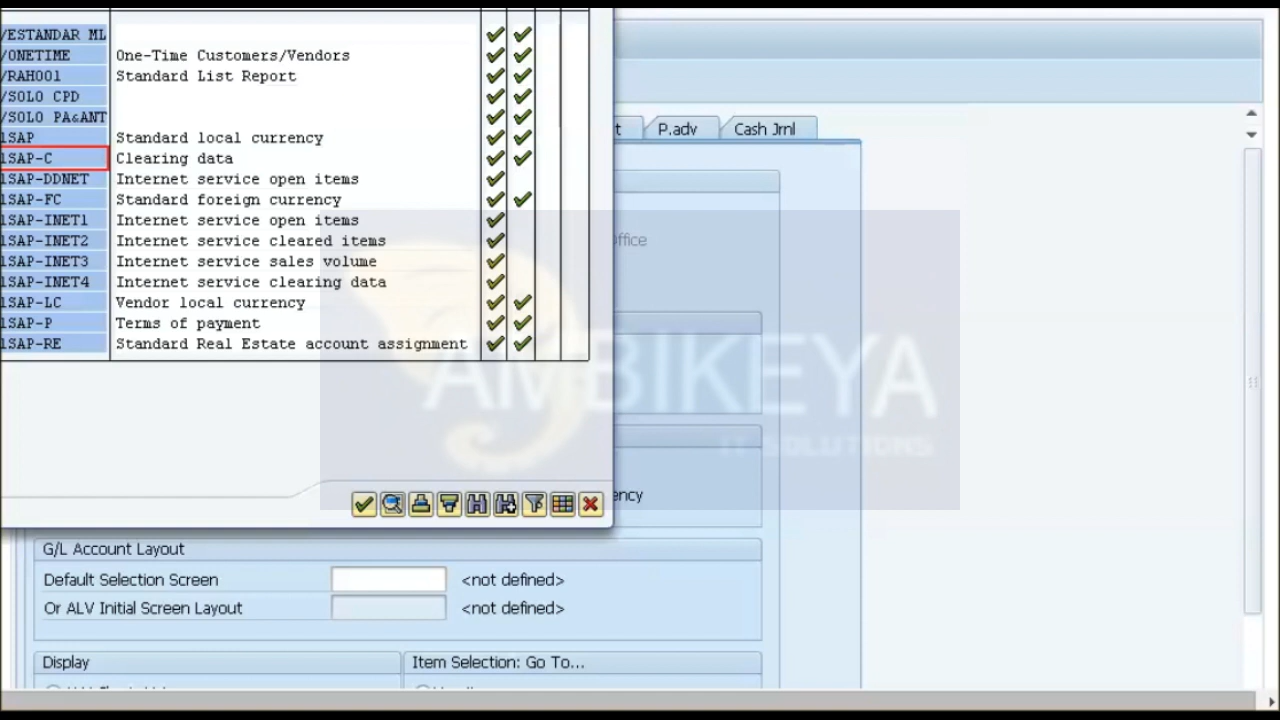 /ESTANDAR ML
/ONETIME One-Time Customers/Vendors
/RAH001 Standard List Report
/SOLO CPD
/SOLO PA&ANT
1SAP Standard local currency
1SAP-C Clearing data
1SAP-DDNET Internet service open items
1SAP-FC Standard foreign currency
1SAP-INET1 Internet service open items
1SAP-INET2 Internet service cleared items
1SAP-INET3 Internet service sales volume
1SAP-INET4 Internet service clearing data
1SAP-LC Vendor local currency
1SAP-P Terms of payment
1SAP-RE Standard Real Estate account assignment
P.adv Cash Jrnl
AMBIKEYA
IT SOLUTIONS
G/L Account Layout
Default Selection Screen <not defined>
Or ALV Initial Screen Layout <not defined>
Display Item Selection: Go To...